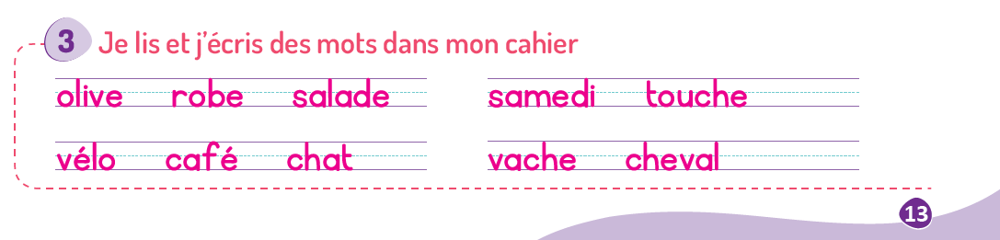 3 Je lis et j'écris des mots dans mon cahier
olive robe salade samedi touche
vélo café chat vache cheval
13